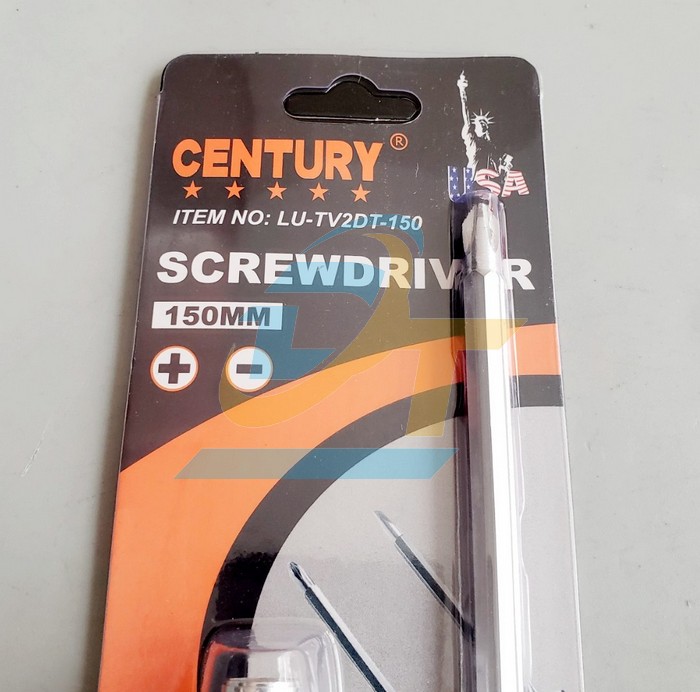 CENTURY®
USA
ITEM NO: LU-TV2DT-150
SCREWDRIVER
150MM